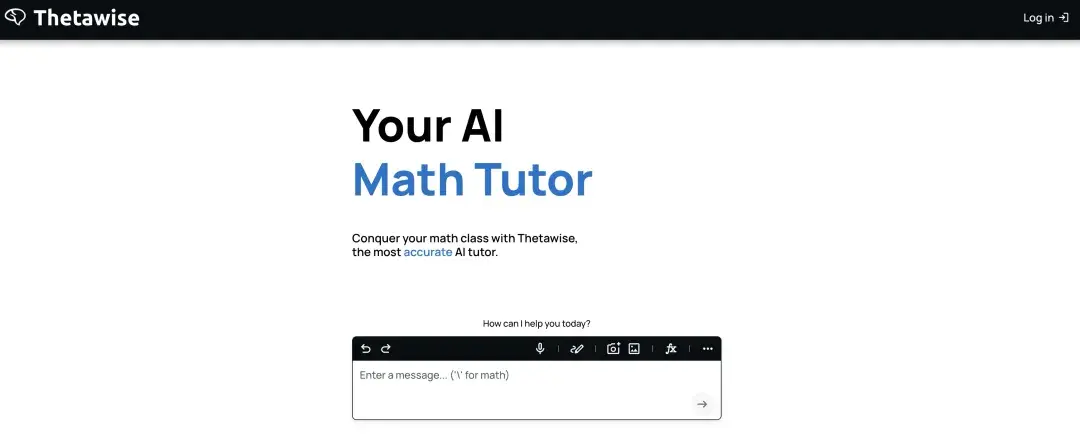 Thetawise
Log in
Your AI
Math Tutor
Conquer your math class with Thetawise,
the most accurate AI tutor.
How can I help you today?
fx
Enter a message... ('\' for math)